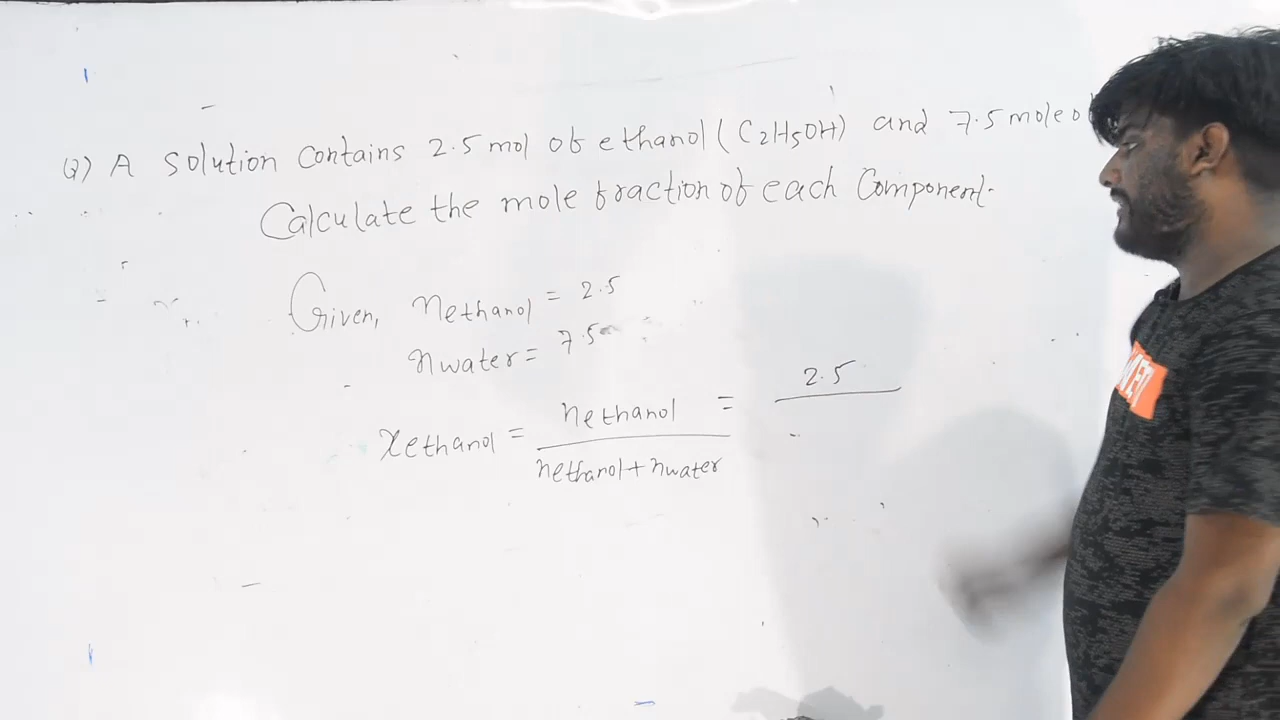 Q) A Solution Contains 2.5 mol of ethanol (C2H5OH) and 7.5 mole
Calculate the mole fraction of each Component.
Given, nethanol = 2.5
nwater = 7.5
xethanol = nethanol / nethanol + nwater = 2.5